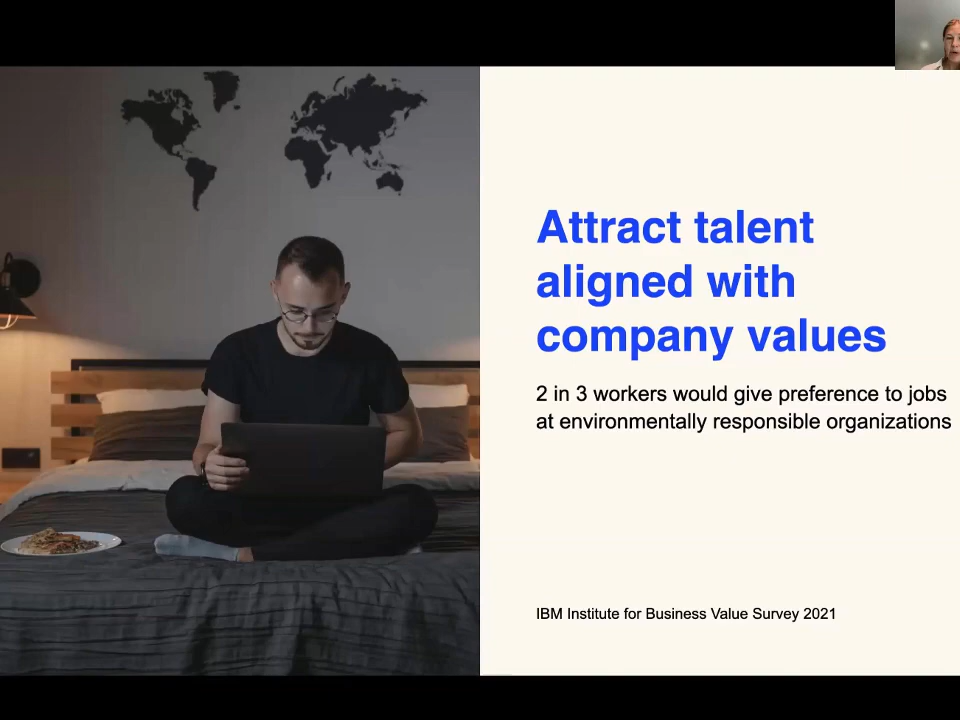 Attract talent
aligned with
company values
2 in 3 workers would give preference to jobs
at environmentally responsible organizations
IBM Institute for Business Value Survey 2021